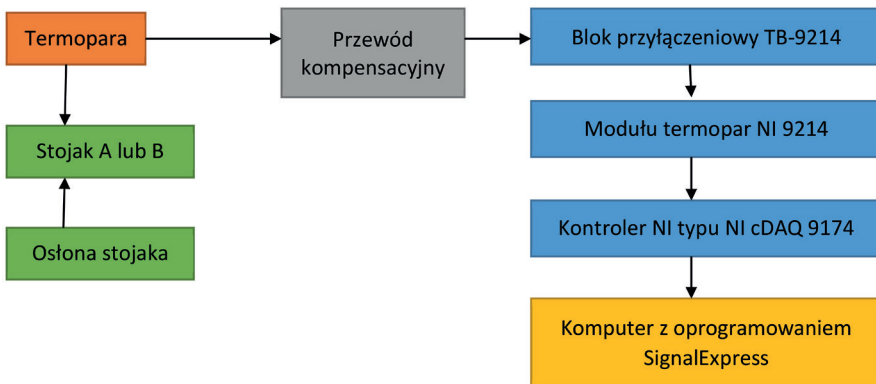 Termopara
Przewód
kompensacyjny
Blok przyłączeniowy TB-9214
Modułu termopar NI 9214
Stojak A lub B
Kontroler NI typu NI cDAQ 9174
Osłona stojaka
Komputer z oprogramowaniem
SignalExpress